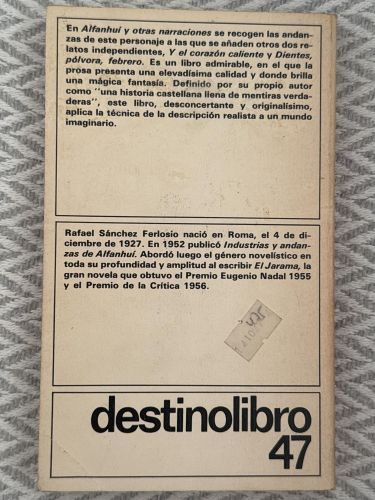 En Alfanhuí y otras narraciones se recogen las andan-
zas de este personaje a las que se añaden otros dos re-
latos independientes, Y el corazón caliente y Dientes,
pólvora, febrero. Es un libro admirable, en el que la
prosa presenta una elevadísima calidad y donde brilla
una mágica fantasía. Definido por su propio autor
como "una historia castellana llena de mentiras verda-
deras", este libro, desconcertante y originalísimo,
aplica la técnica de la descripción realista a un mundo
imaginario.
Rafael Sánchez Ferlosio nació en Roma, el 4 de di-
ciembre de 1927. En 1952 publicó Industrias y andan-
zas de Alfanhuí. Abordó luego el género novelístico en
toda su profundidad y amplitud al escribir El Jarama, la
gran novela que obtuvo el Premio Eugenio Nadal 1955
y el Premio de la Crítica 1956.
destinolibro
47